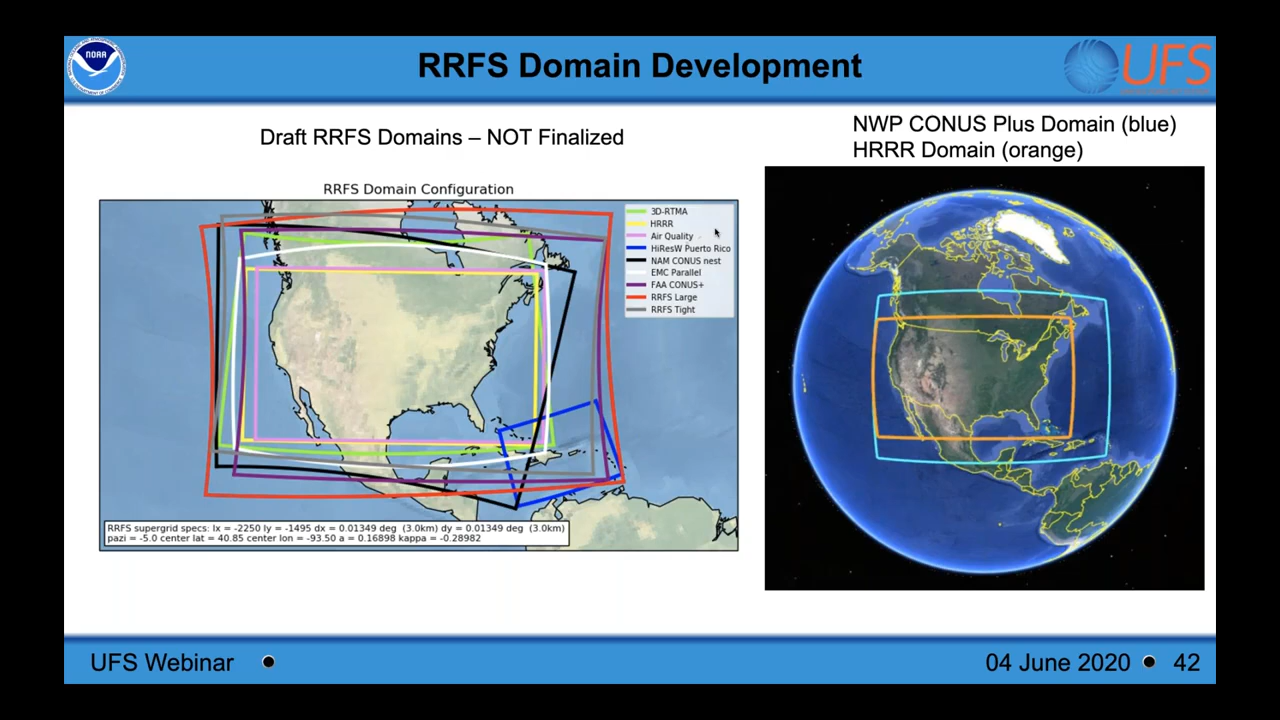 NOAA
RRFS Domain Development
UFS
Draft RRFS Domains – NOT Finalized
NWP CONUS Plus Domain (blue)
HRRR Domain (orange)
RRFS Domain Configuration
3D-RTMA
HRRR
Air Quality
HiResW Puerto Rico
NAM CONUS nest
EMC Parallel
FAA CONUS+
RRFS Large
RRFS Tight
RRFS supergrid specs: lx = -2250 ly = -1495 dx = 0.01349 deg (3.0km) dy = 0.01349 deg (3.0km)
pazi = -5.0 center lat = 40.85 center lon = -93.50 a = 0.16898 kappa = -0.28982
UFS Webinar •
04 June 2020 • 42